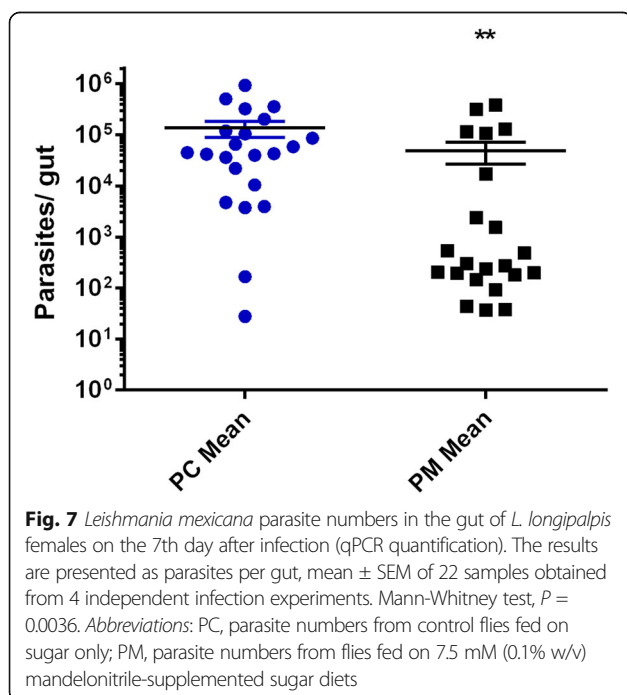 **
10⁶
10⁵
10⁴
10³
10²
10¹
10⁰
Parasites/ gut
PC Mean
PM Mean
Fig. 7 Leishmania mexicana parasite numbers in the gut of L. longipalpis
females on the 7th day after infection (qPCR quantification). The results
are presented as parasites per gut, mean ± SEM of 22 samples obtained
from 4 independent infection experiments. Mann-Whitney test, P =
0.0036. Abbreviations: PC, parasite numbers from control flies fed on
sugar only; PM, parasite numbers from flies fed on 7.5 mM (0.1% w/v)
mandelonitrile-supplemented sugar diets